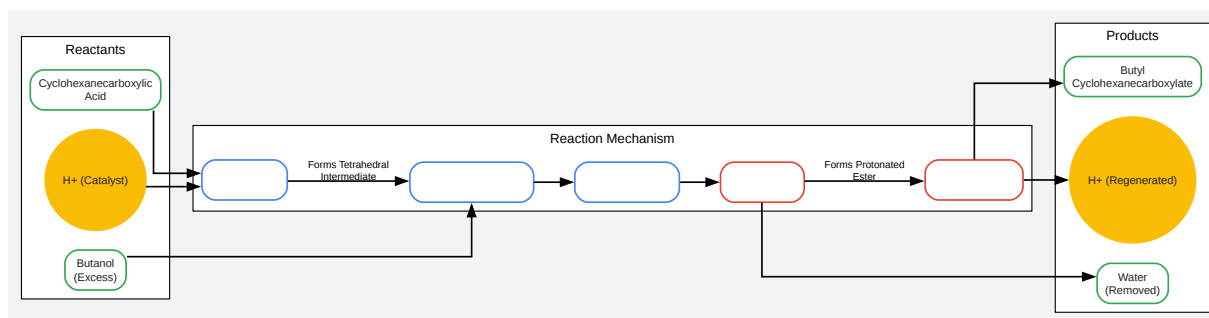 Reactants
Cyclohexanecarboxylic
Acid
H+ (Catalyst)
Butanol
(Excess)
Reaction Mechanism
Forms Tetrahedral
Intermediate
Forms Protonated
Ester
Products
Butyl
Cyclohexanecarboxylate
H+ (Regenerated)
Water
(Removed)